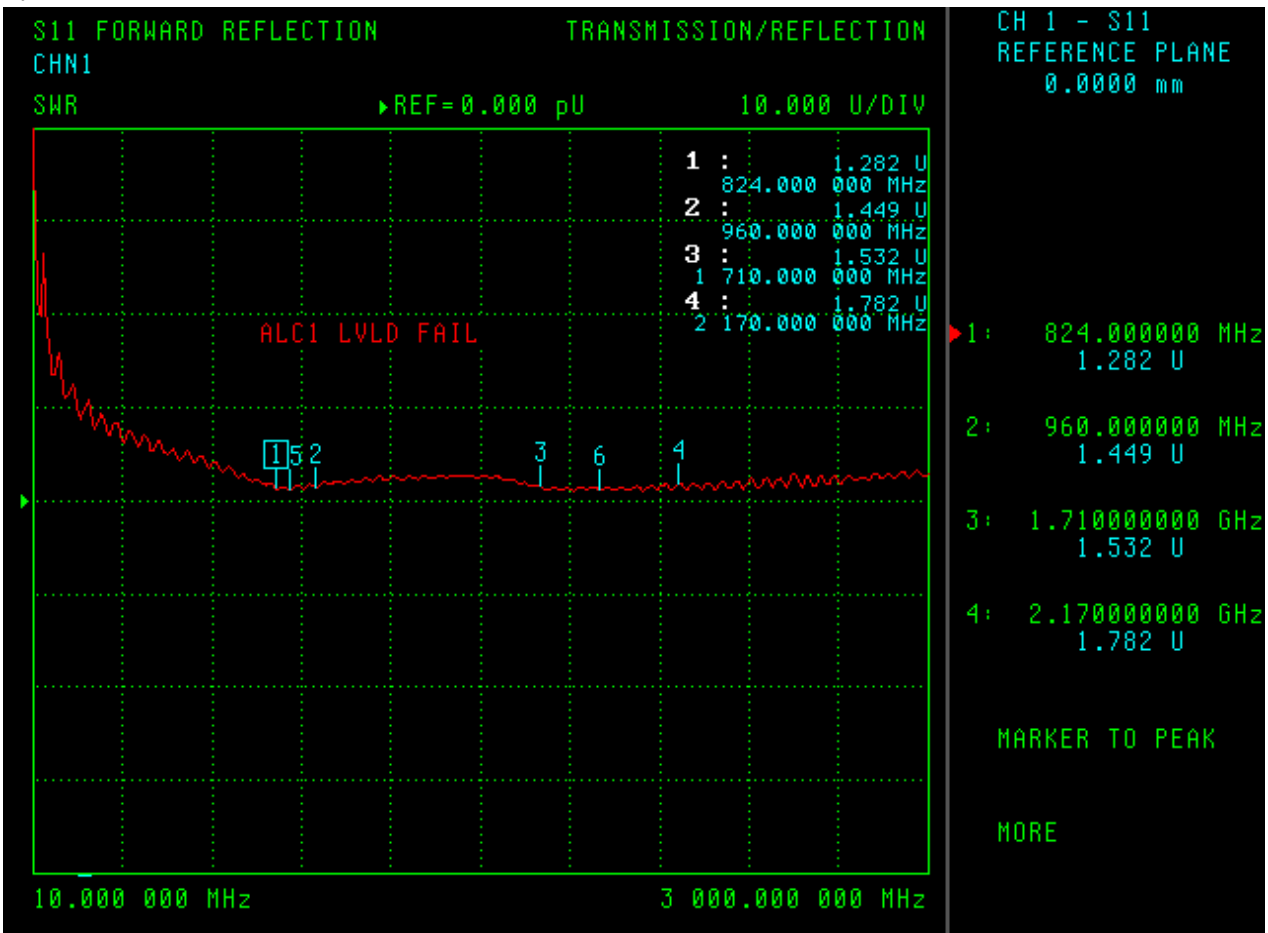 S11 FORWARD REFLECTION TRANSMISSION/REFLECTION
CHN1
SWR ▸REF=0.000 pU 10.000 U/DIV
1 : 1.282 U
824.000 000 MHz
2 : 1.449 U
960.000 000 MHz
3 : 1.532 U
1 710.000 000 MHz
4 : 1.782 U
2 170.000 000 MHz
ALC1 LVLD FAIL
1 5 2 3 6 4
10.000 000 MHz 3 000.000 000 MHz
CH 1 - S11
REFERENCE PLANE
0.0000 mm
1: 824.000000 MHz
1.282 U
2: 960.000000 MHz
1.449 U
3: 1.710000000 GHz
1.532 U
4: 2.170000000 GHz
1.782 U
MARKER TO PEAK
MORE